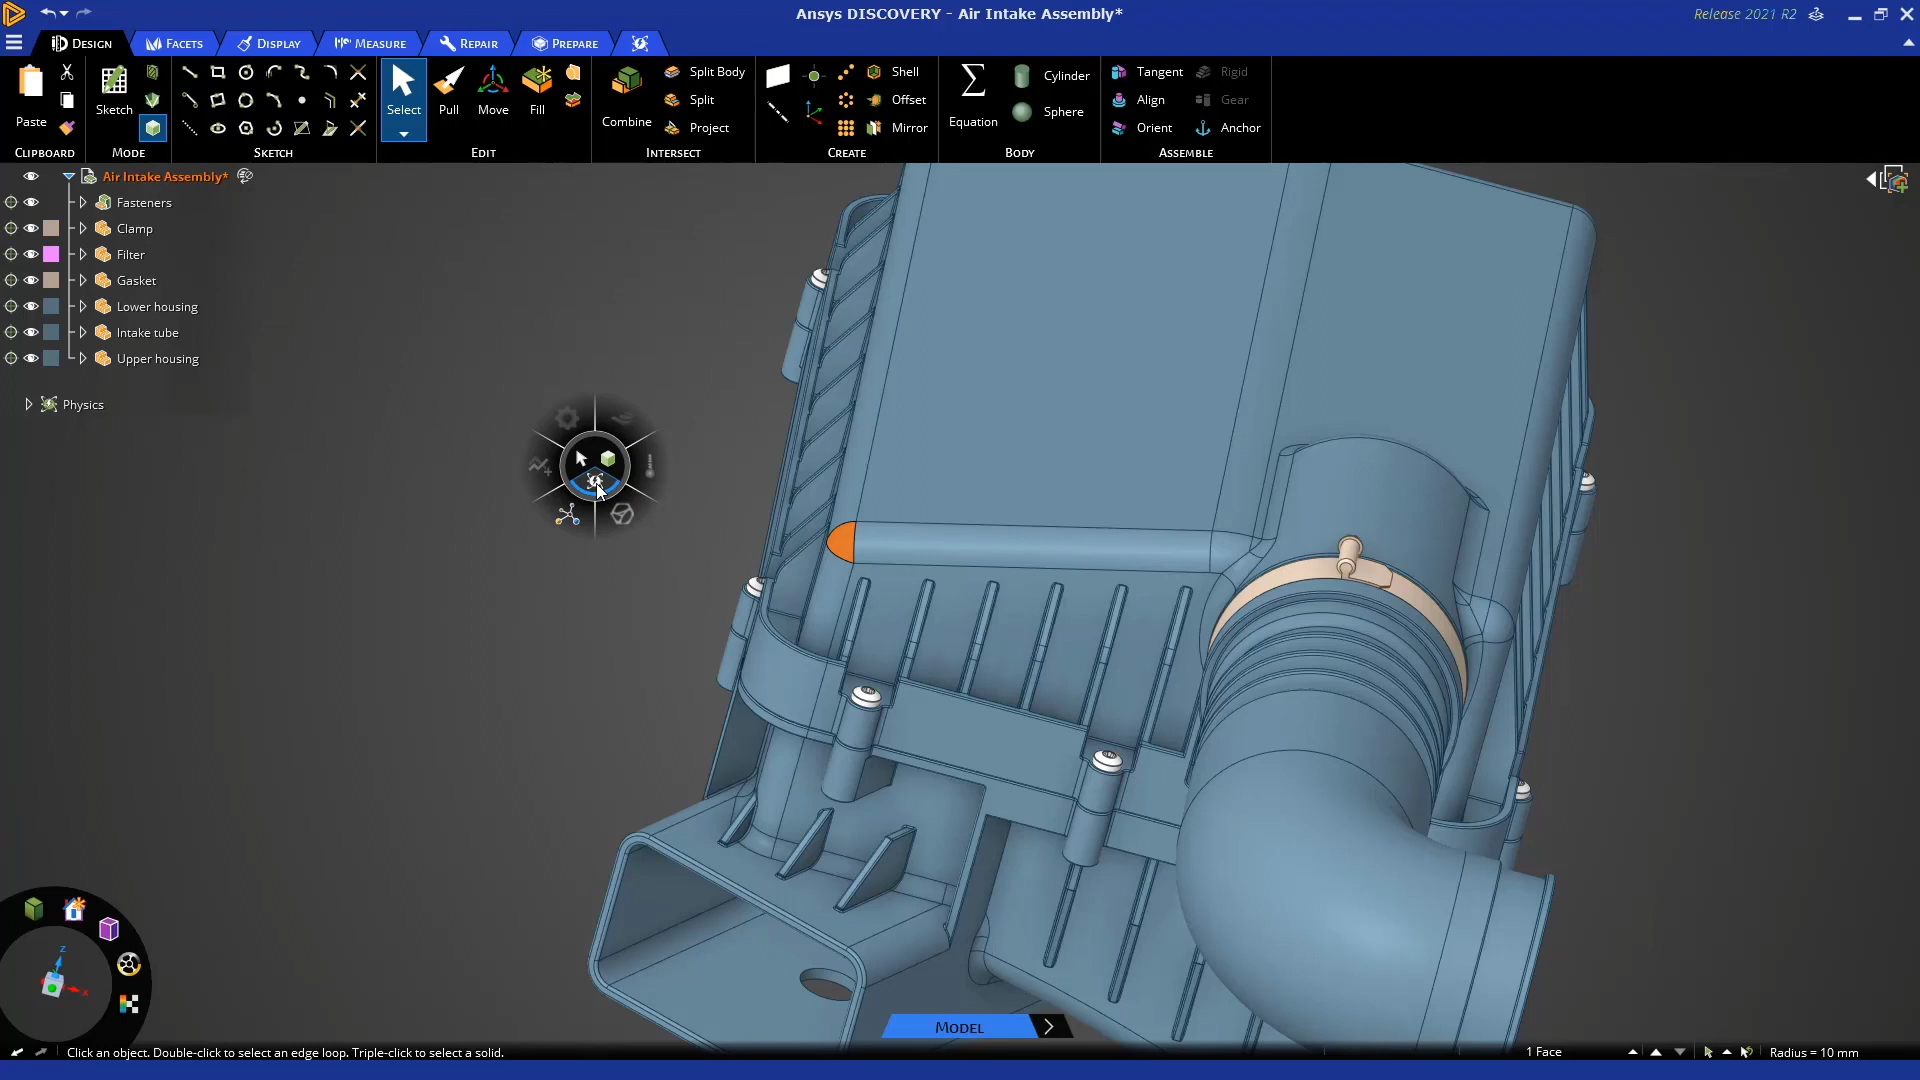 Ansys DISCOVERY - Air Intake Assembly*
Release 2021 R2
DESIGN FACETS DISPLAY MEASURE REPAIR PREPARE
Paste
CLIPBOARD
Sketch
MODE
SKETCH
Select Pull Move Fill
EDIT
Combine
Split Body
Split
Project
INTERSECT
Shell
Offset
Mirror
CREATE
Equation
Cylinder
Sphere
BODY
Tangent Rigid
Align Gear
Orient Anchor
ASSEMBLE
Air Intake Assembly*
Fasteners
Clamp
Filter
Gasket
Lower housing
Intake tube
Upper housing
Physics
Z
X
MODEL
Click an object. Double-click to select an edge loop. Triple-click to select a solid.
1 Face
Radius = 10 mm